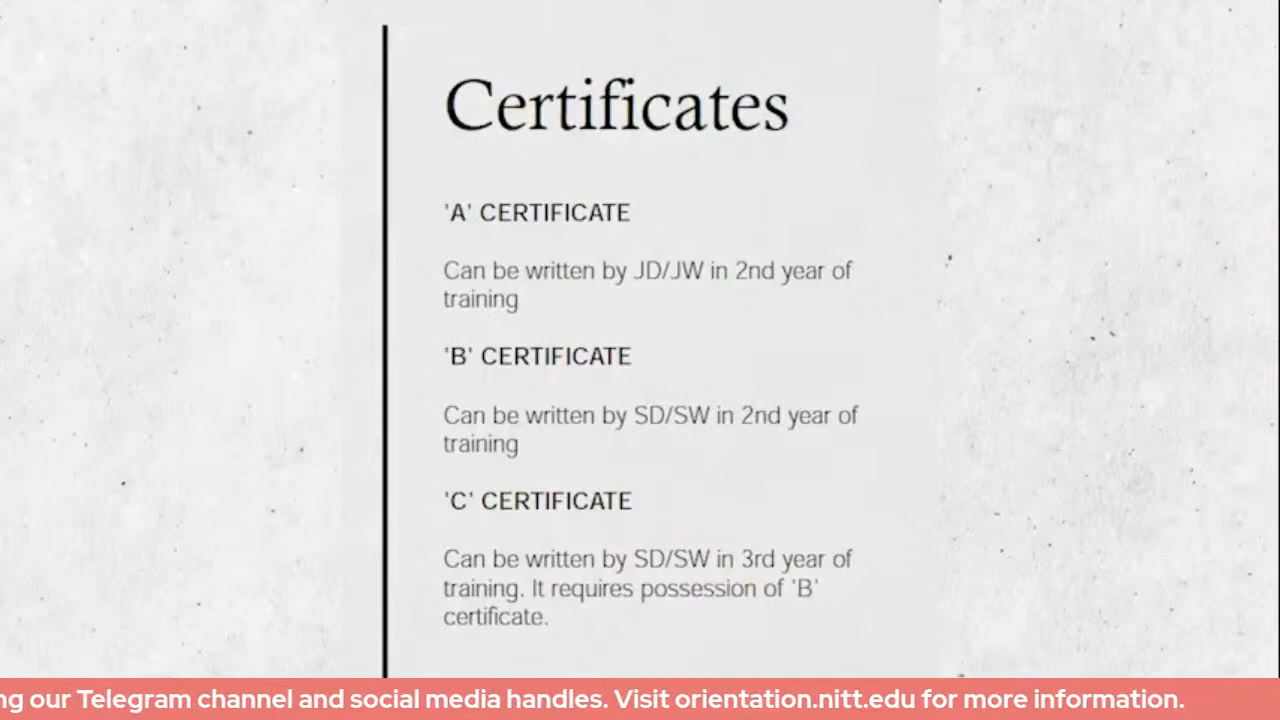 Certificates
'A' CERTIFICATE
Can be written by JD/JW in 2nd year of
training
'B' CERTIFICATE
Can be written by SD/SW in 2nd year of
training
'C' CERTIFICATE
Can be written by SD/SW in 3rd year of
training. It requires possession of 'B'
certificate.
our Telegram channel and social media handles. Visit orientation.nitt.edu for more information.